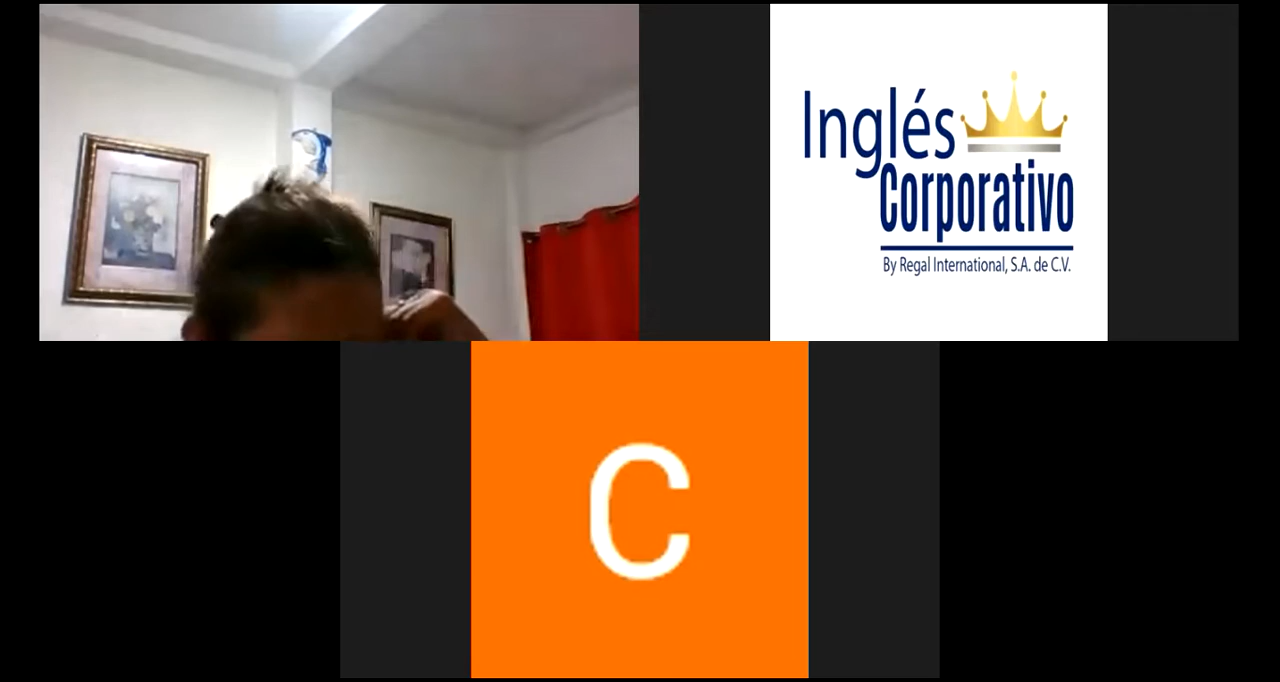 Inglés
Corporativo
By Regal International, S.A. de C.V.
C